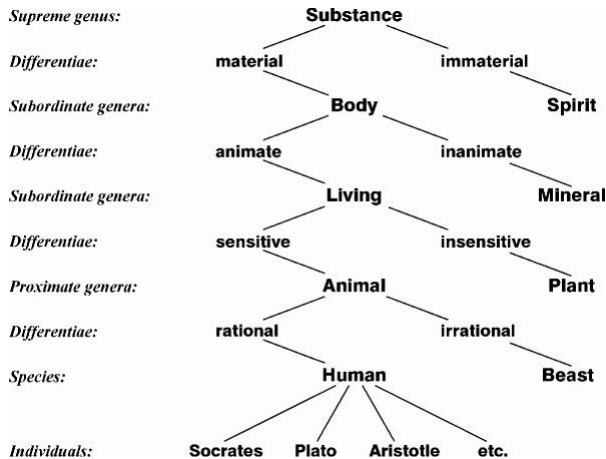 Supreme genus: Substance
Differentiae: material immaterial
Subordinate genera: Body Spirit
Differentiae: animate inanimate
Subordinate genera: Living Mineral
Differentiae: sensitive insensitive
Proximate genera: Animal Plant
Differentiae: rational irrational
Species: Human Beast
Individuals: Socrates Plato Aristotle etc.